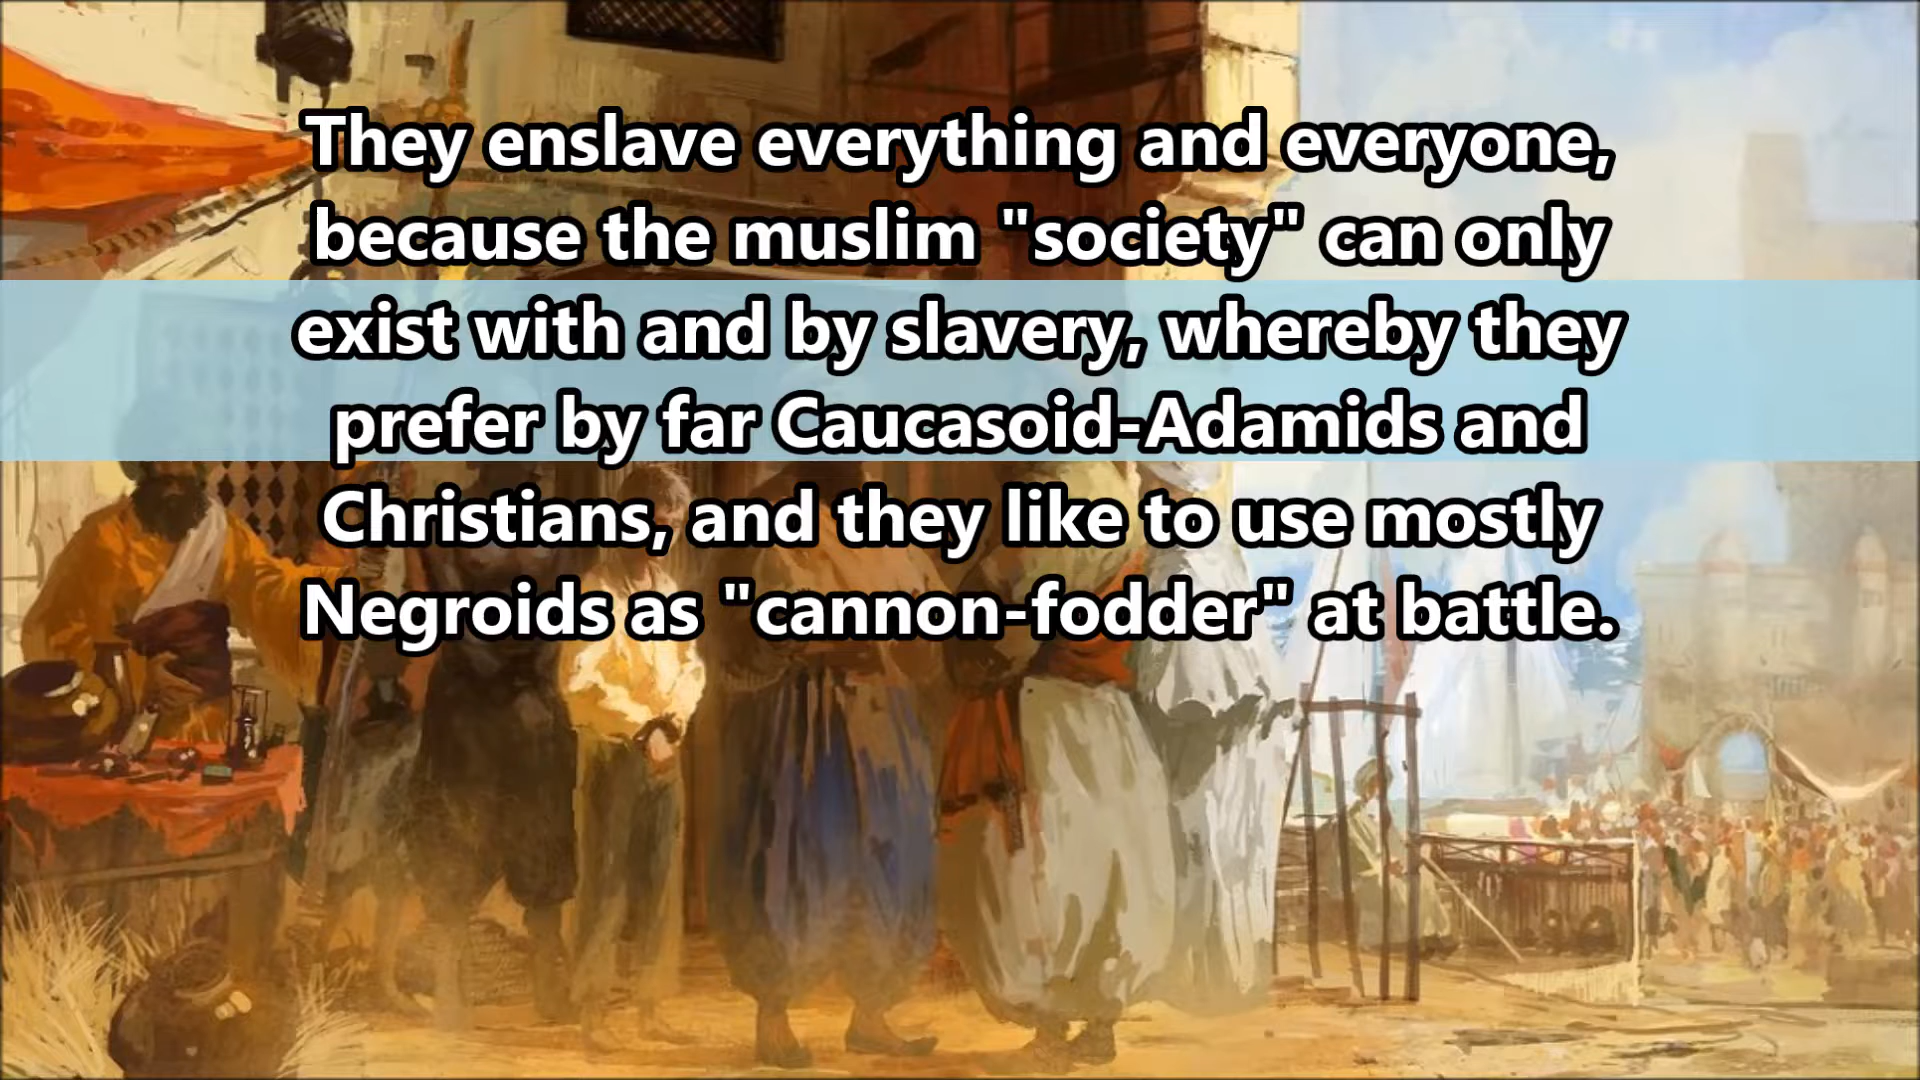 They enslave everything and everyone,
because the muslim "society" can only
exist with and by slavery, whereby they
prefer by far Caucasoid-Adamids and
Christians, and they like to use mostly
Negroids as "cannon-fodder" at battle.